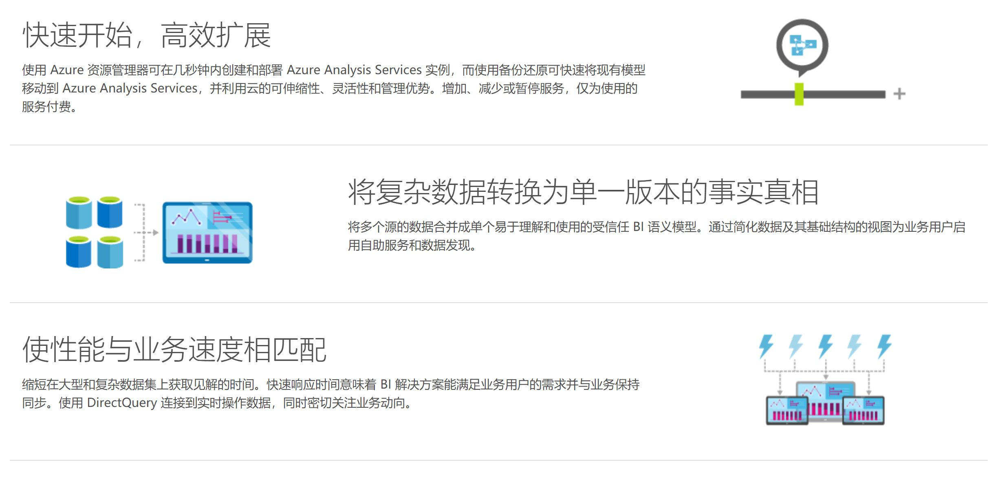 快速开始，高效扩展
使用 Azure 资源管理器可在几秒钟内创建和部署 Azure Analysis Services 实例，而使用备份还原可快速将现有模型
移动到 Azure Analysis Services，并利用云的可伸缩性、灵活性和管理优势。增加、减少或暂停服务，仅为使用的
服务付费。
将复杂数据转换为单一版本的事实真相
将多个源的数据合并成单个易于理解和使用的受信任 BI 语义模型。通过简化数据及其基础结构的视图为业务用户启
用自助服务和数据发现。
使性能与业务速度相匹配
缩短在大型和复杂数据集上获取见解的时间。快速响应时间意味着 BI 解决方案能满足业务用户的需求并与业务保持
同步。使用 DirectQuery 连接到实时操作数据，同时密切关注业务动向。